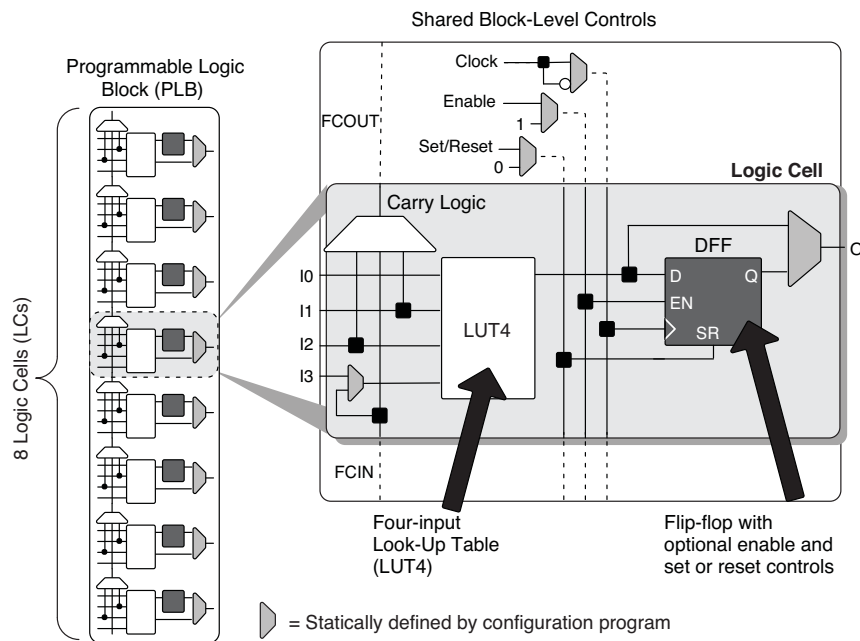 Shared Block-Level Controls
Programmable Logic
Block (PLB)
Clock
Enable
FCOUT
1
Set/Reset
0
Logic Cell
Carry Logic
DFF
O
I0
D
Q
I1
EN
8 Logic Cells (LCs)
LUT4
I2
SR
I3
FCIN
Four-input
Look-Up Table
(LUT4)
Flip-flop with
optional enable and
set or reset controls
= Statically defined by configuration program